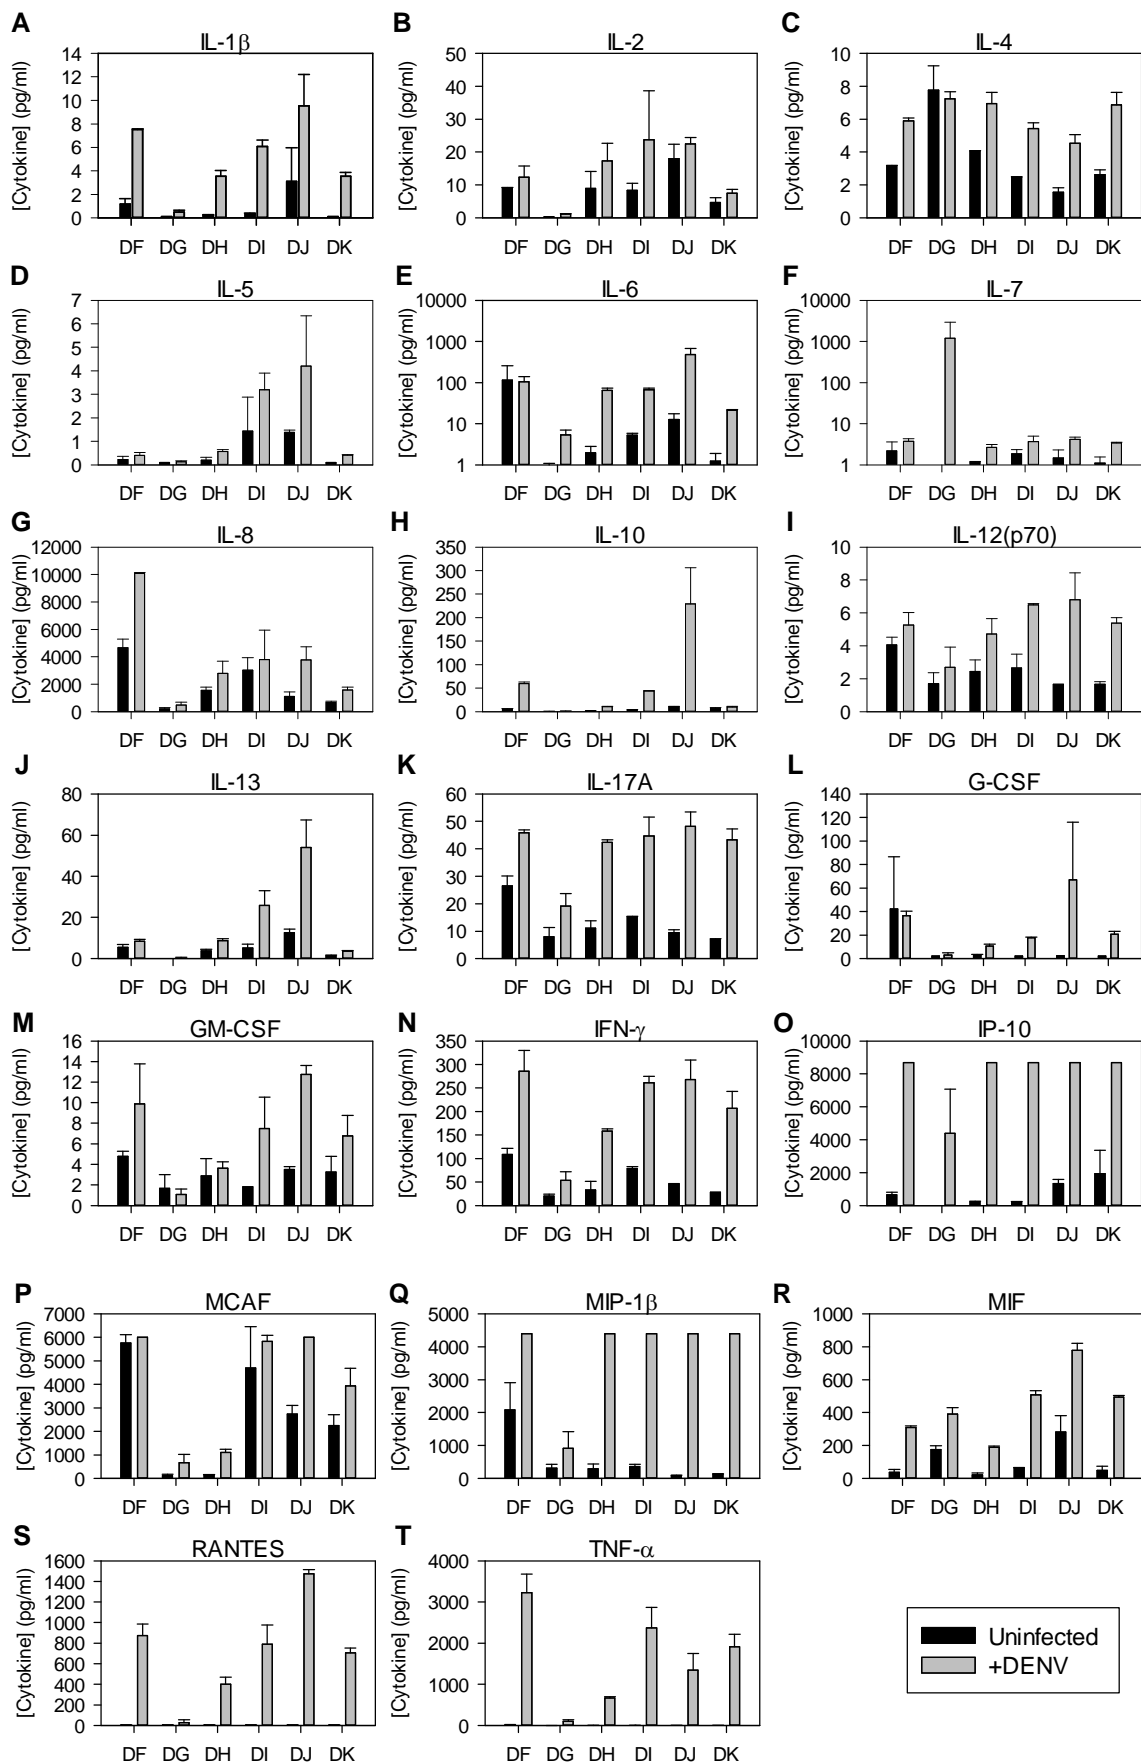 A B C
IL-1β IL-2 IL-4
[Cytokine] (pg/ml)
14
12
10
8
6
4
2
0
DF DG DH DI DJ DK
[Cytokine] (pg/ml)
50
40
30
20
10
0
DF DG DH DI DJ DK
[Cytokine] (pg/ml)
10
8
6
4
2
0
DF DG DH DI DJ DK
D E F
IL-5 IL-6 IL-7
[Cytokine] (pg/ml)
7
6
5
4
3
2
1
0
DF DG DH DI DJ DK
[Cytokine] (pg/ml)
10000
1000
100
10
1
DF DG DH DI DJ DK
[Cytokine] (pg/ml)
10000
1000
100
10
1
DF DG DH DI DJ DK
G H I
IL-8 IL-10 IL-12(p70)
[Cytokine] (pg/ml)
12000
10000
8000
6000
4000
2000
0
DF DG DH DI DJ DK
[Cytokine] (pg/ml)
350
300
250
200
150
100
50
0
DF DG DH DI DJ DK
[Cytokine] (pg/ml)
10
8
6
4
2
0
DF DG DH DI DJ DK
J K L
IL-13 IL-17A G-CSF
[Cytokine] (pg/ml)
80
60
40
20
0
DF DG DH DI DJ DK
[Cytokine] (pg/ml)
60
50
40
30
20
10
0
DF DG DH DI DJ DK
[Cytokine] (pg/ml)
140
120
100
80
60
40
20
0
DF DG DH DI DJ DK
M N O
GM-CSF IFN-γ IP-10
[Cytokine] (pg/ml)
16
14
12
10
8
6
4
2
0
DF DG DH DI DJ DK
[Cytokine] (pg/ml)
350
300
250
200
150
100
50
0
DF DG DH DI DJ DK
[Cytokine] (pg/ml)
10000
8000
6000
4000
2000
0
DF DG DH DI DJ DK
P Q R
MCAF MIP-1β MIF
[Cytokine] (pg/ml)
7000
6000
5000
4000
3000
2000
1000
0
DF DG DH DI DJ DK
[Cytokine] (pg/ml)
5000
4000
3000
2000
1000
0
DF DG DH DI DJ DK
[Cytokine] (pg/ml)
1000
800
600
400
200
0
DF DG DH DI DJ DK
S T
RANTES TNF-α
[Cytokine] (pg/ml)
1600
1400
1200
1000
800
600
400
200
0
DF DG DH DI DJ DK
[Cytokine] (pg/ml)
4000
3000
2000
1000
0
DF DG DH DI DJ DK
Uninfected
+DENV